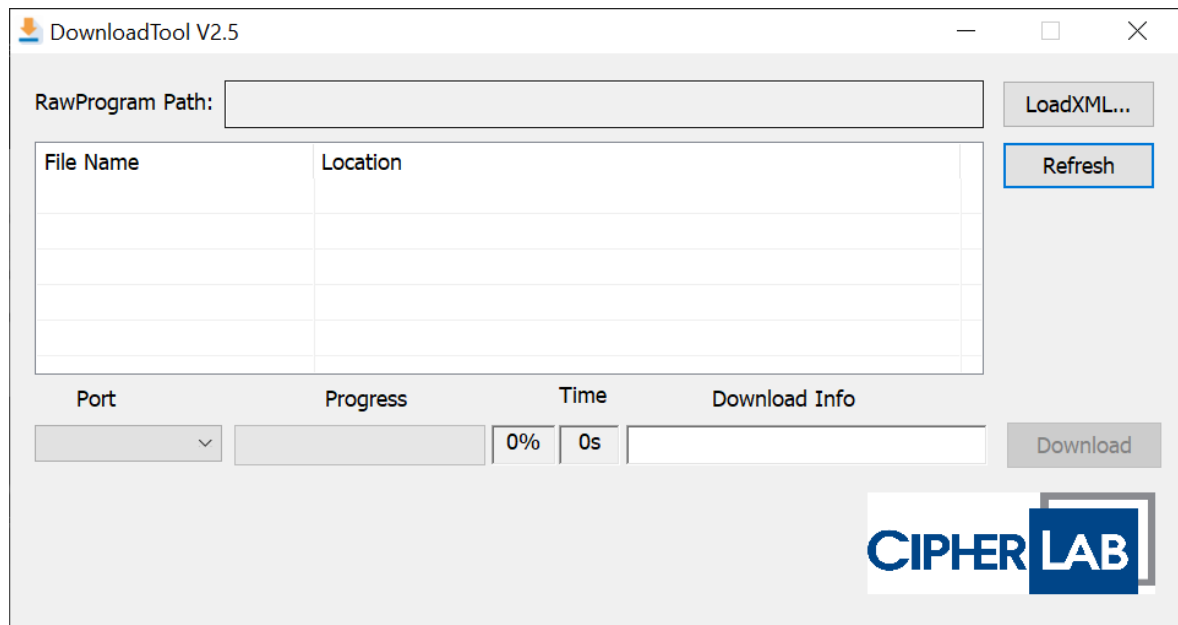 DownloadTool V2.5
RawProgram Path:
LoadXML...
File Name Location
Refresh
Port Progress Time Download Info
0% 0s Download
CIPHERLAB